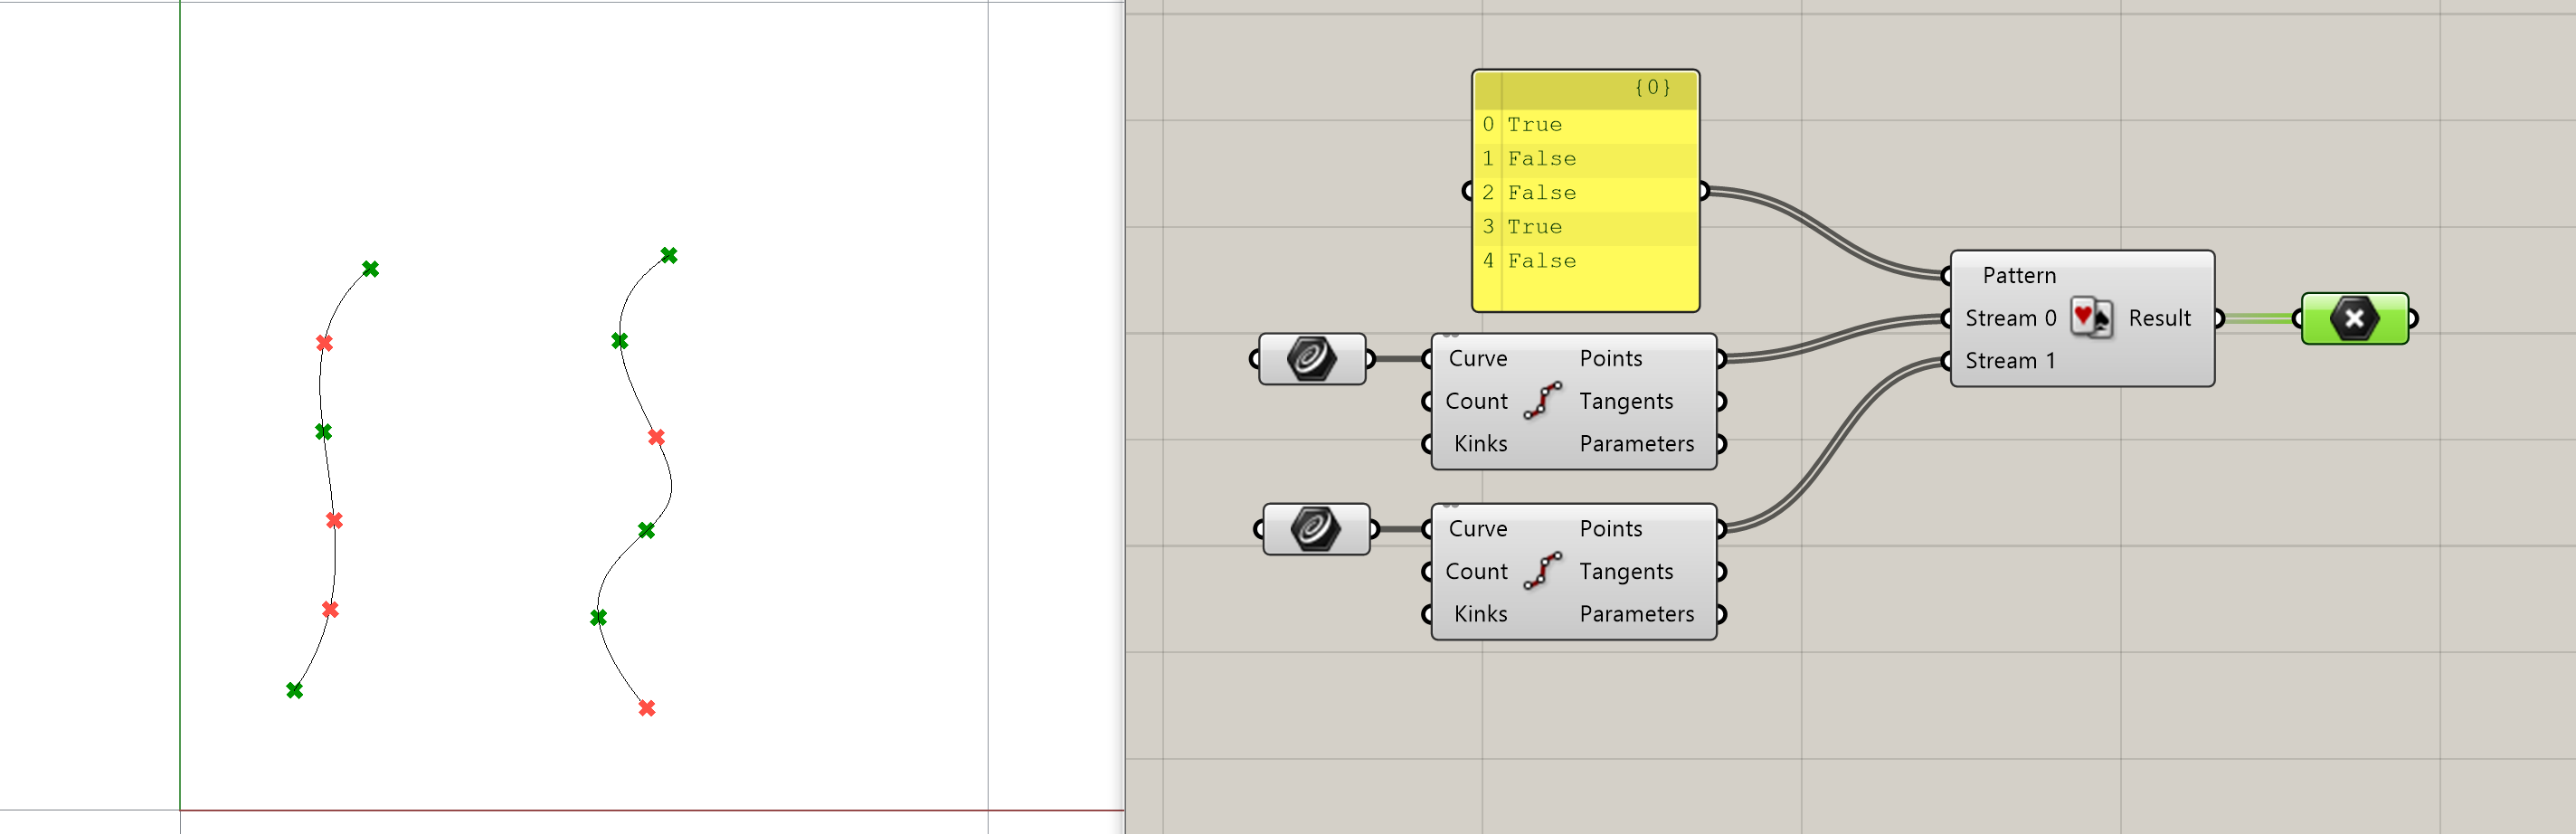 {0}
0 True
1 False
2 False
3 True
4 False
Pattern
Stream 0
Stream 1
Result
Curve
Count
Kinks
Points
Tangents
Parameters
Curve
Count
Kinks
Points
Tangents
Parameters